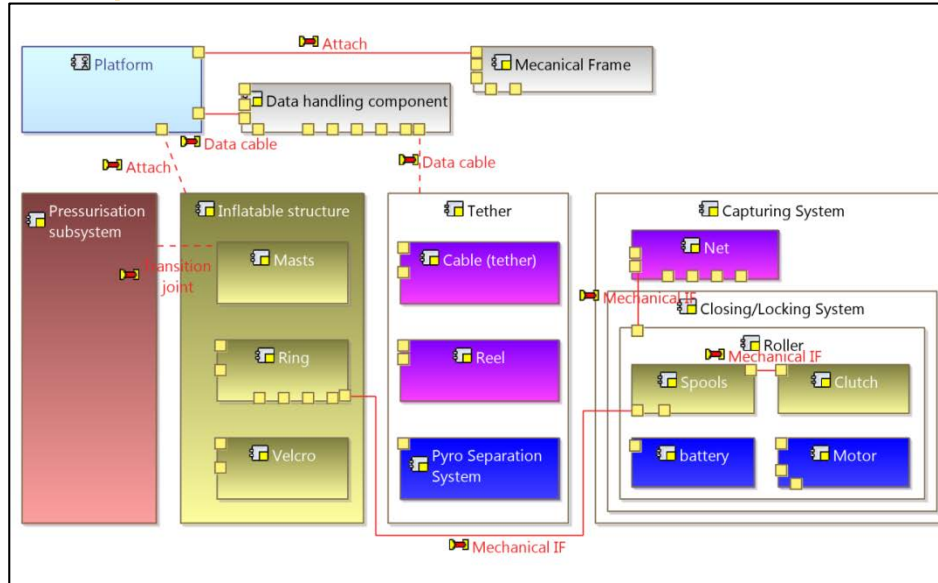 Attach
Platform
Mecanical Frame
Data handling component
Data cable
Attach
Data cable
Pressurisation
subsystem
Inflatable structure
Tether
Capturing System
Net
Masts
Cable (tether)
Transition
joint
Mechanical IF
Closing/Locking System
Roller
Ring
Reel
Mechanical IF
Spools
Clutch
Velcro
Pyro Separation
System
battery
Motor
Mechanical IF